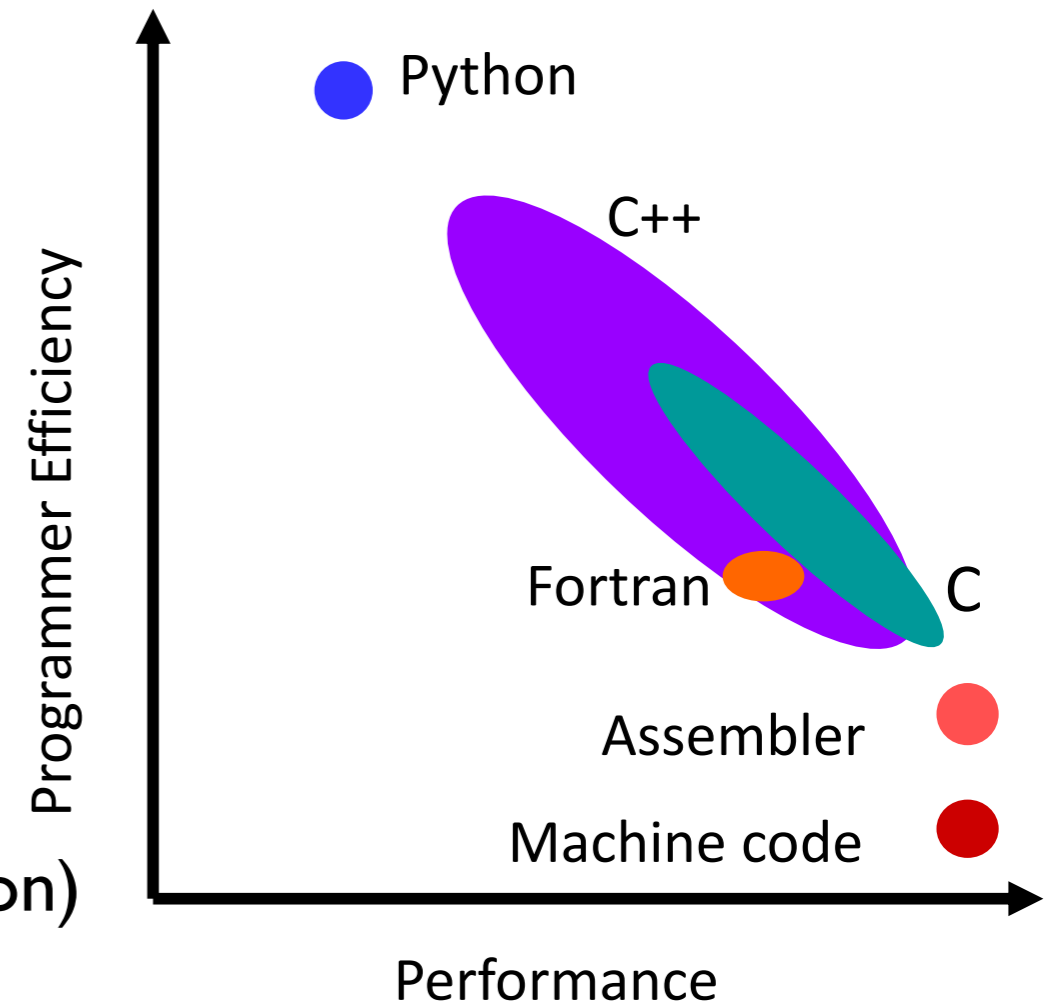 Python
C++
Programmer Efficiency
Fortran
C
Assembler
Machine code
on)
Performance